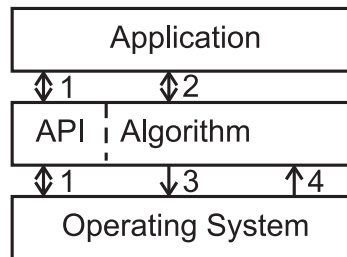 Application
1 2
API Algorithm
1 3 4
Operating System